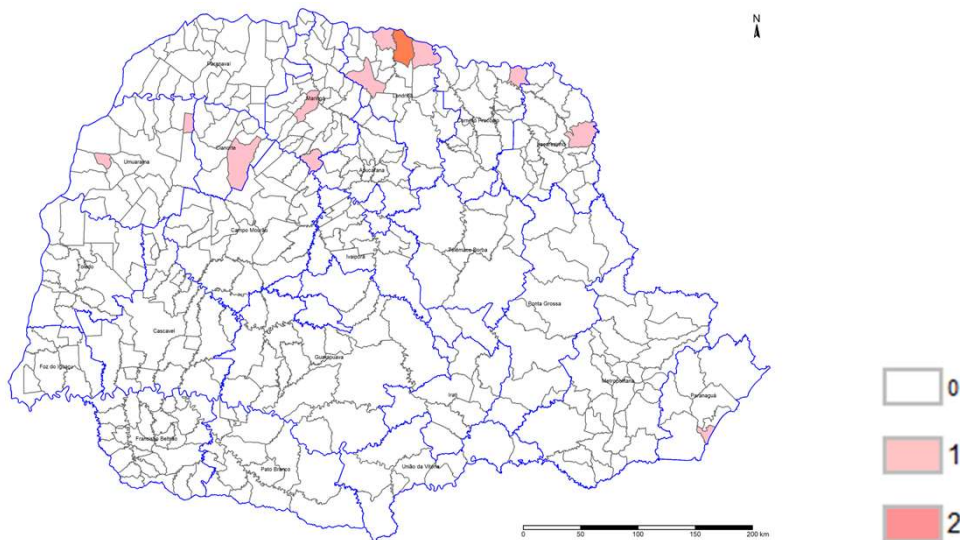 N
Paranavaí
Maringá
Londrina
Cornélio Procópio
Jacarezinho
Cianorte
Umuarama
Apucarana
Campo Mourão
Ivaiporã
Telêmaco Borba
Toledo
Ponta Grossa
Cascavel
Guarapuava
Foz do Iguaçu
Metropolitana
Irati
Paranaguá
Francisco Beltrão
Pato Branco
União da Vitória
0
1
2
0 50 100 150 200 km